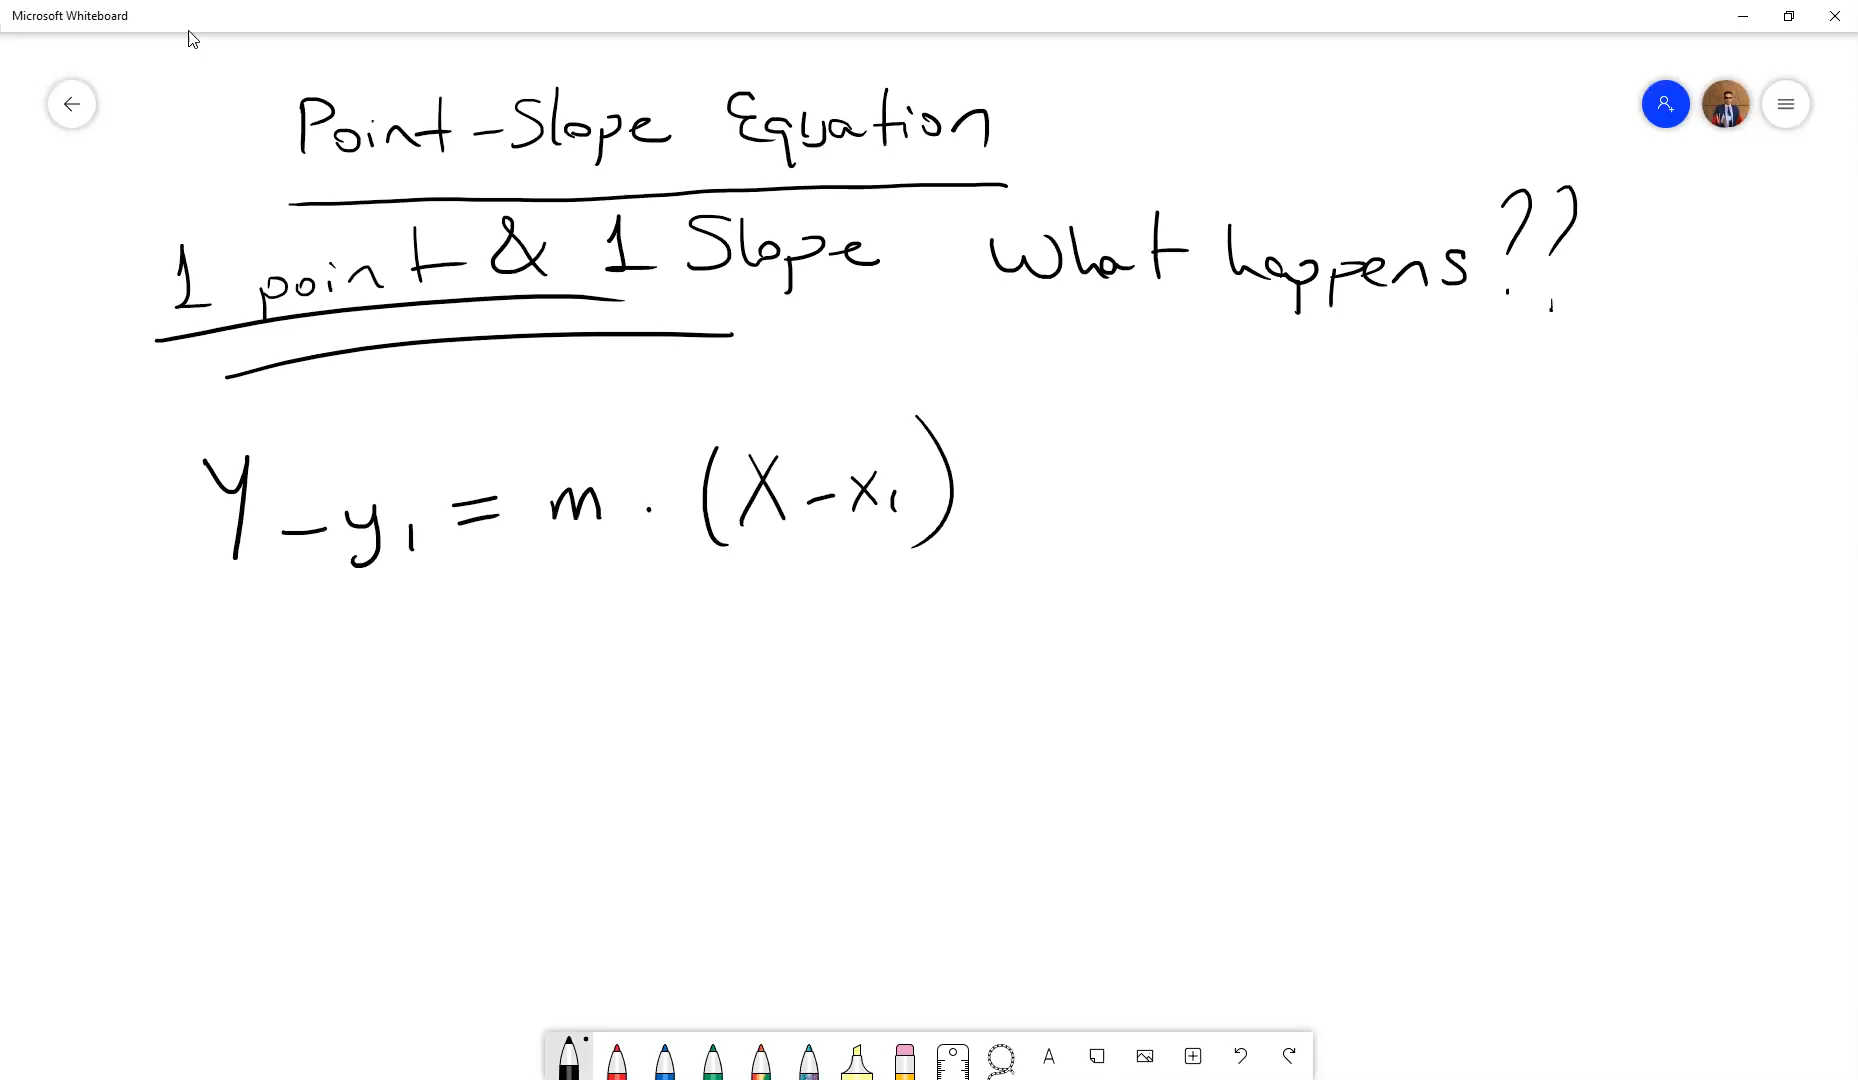 Microsoft Whiteboard
Point-Slope Equation
1 point & 1 Slope What happens??
Y - y₁ = m . (X - x₁)
A